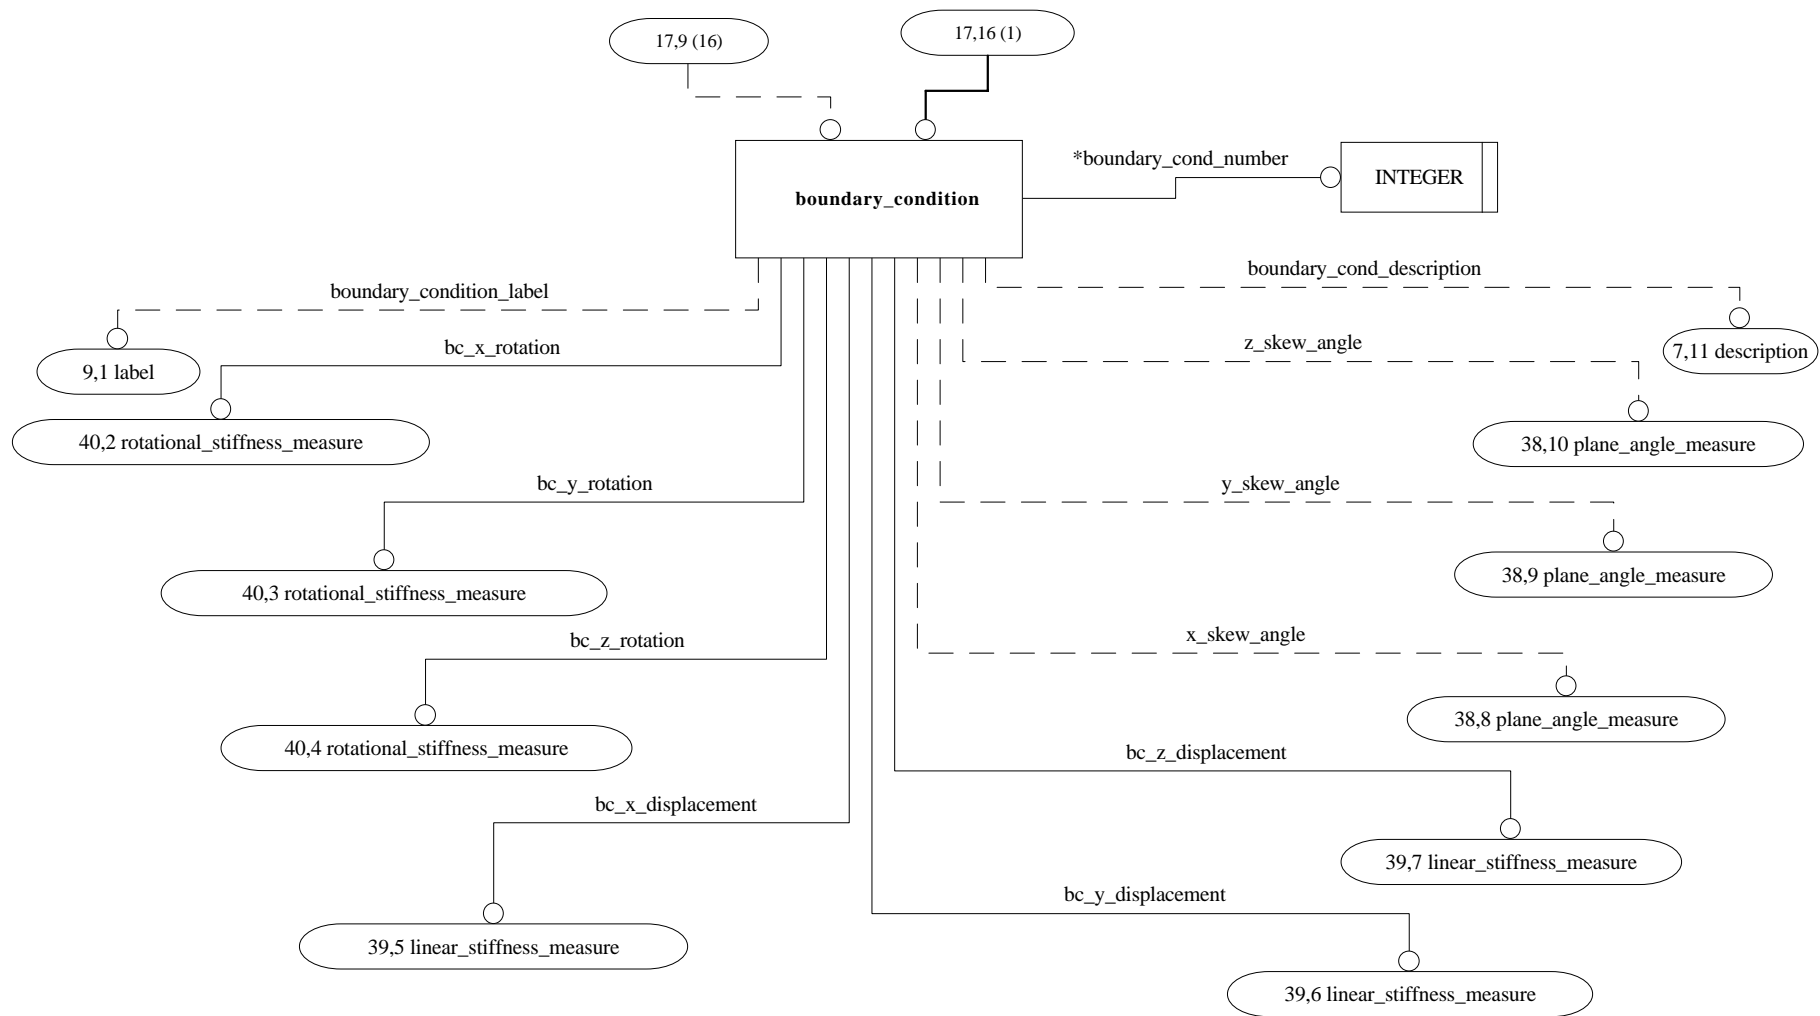 17,9 (16)
17,16 (1)
*boundary_cond_number
INTEGER
boundary_condition
boundary_cond_description
boundary_condition_label
7,11 description
z_skew_angle
bc_x_rotation
9,1 label
40,2 rotational_stiffness_measure
38,10 plane_angle_measure
bc_y_rotation
y_skew_angle
38,9 plane_angle_measure
40,3 rotational_stiffness_measure
x_skew_angle
bc_z_rotation
38,8 plane_angle_measure
40,4 rotational_stiffness_measure
bc_z_displacement
bc_x_displacement
39,7 linear_stiffness_measure
bc_y_displacement
39,5 linear_stiffness_measure
39,6 linear_stiffness_measure